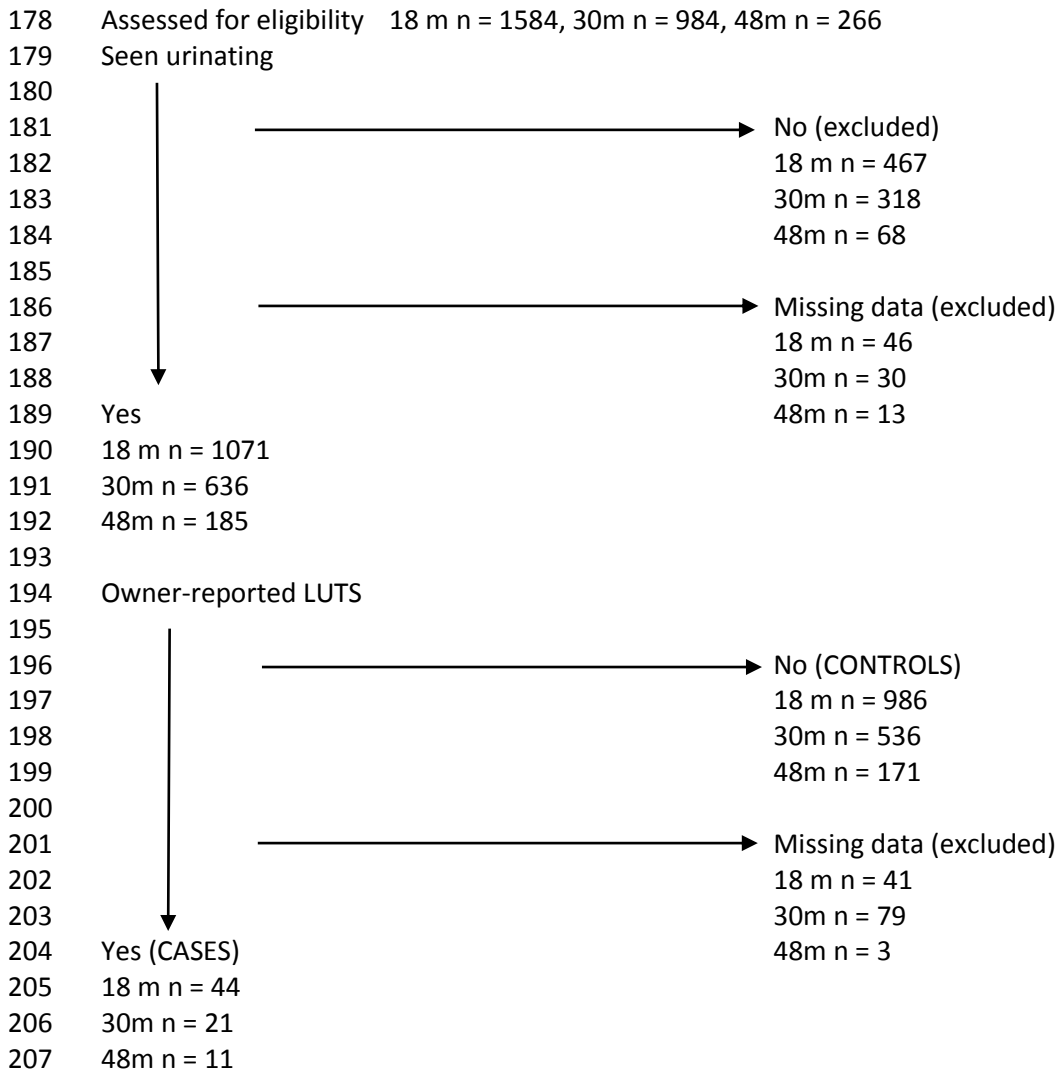 178 Assessed for eligibility 18 m n = 1584, 30m n = 984, 48m n = 266
179 Seen urinating
180
181 No (excluded)
182 18 m n = 467
183 30m n = 318
184 48m n = 68
185
186 Missing data (excluded)
187 18 m n = 46
188 30m n = 30
189 Yes 48m n = 13
190 18 m n = 1071
191 30m n = 636
192 48m n = 185
193
194 Owner-reported LUTS
195
196 No (CONTROLS)
197 18 m n = 986
198 30m n = 536
199 48m n = 171
200
201 Missing data (excluded)
202 18 m n = 41
203 30m n = 79
204 Yes (CASES) 48m n = 3
205 18 m n = 44
206 30m n = 21
207 48m n = 11